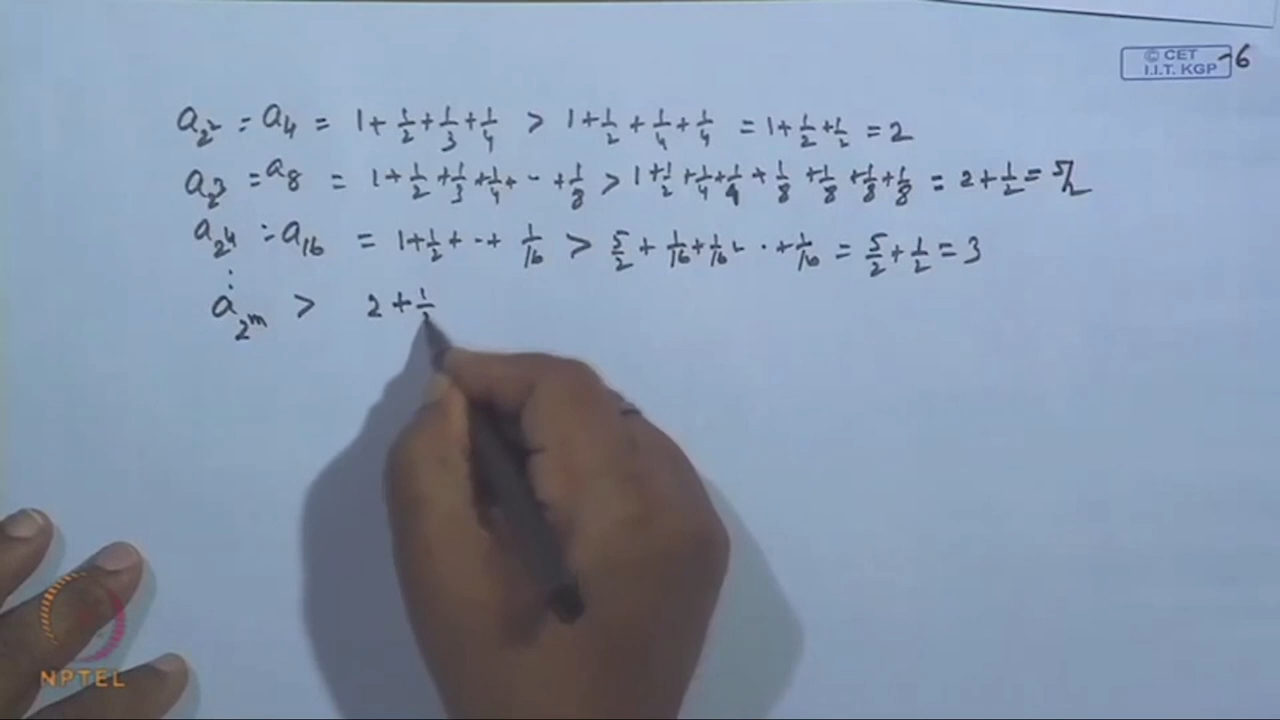 © CET
I.I.T. KGP -6
a_{2^2} = a_4 = 1 + 1/2 + 1/3 + 1/4 > 1 + 1/2 + 1/4 + 1/4 = 1 + 1/2 + 1/2 = 2
a_{2^3} = a_8 = 1 + 1/2 + 1/3 + 1/4 + -- + 1/8 > 1 + 1/2 + 1/4 + 1/4 + 1/8 + 1/8 + 1/8 + 1/8 = 2 + 1/2 = 5/2
a_{2^4} = a_{16} = 1 + 1/2 + -- + 1/16 > 5/2 + 1/16 + 1/16 + .. + 1/16 = 5/2 + 1/2 = 3
:
a_{2^m} > 2 + 1/
NPTEL